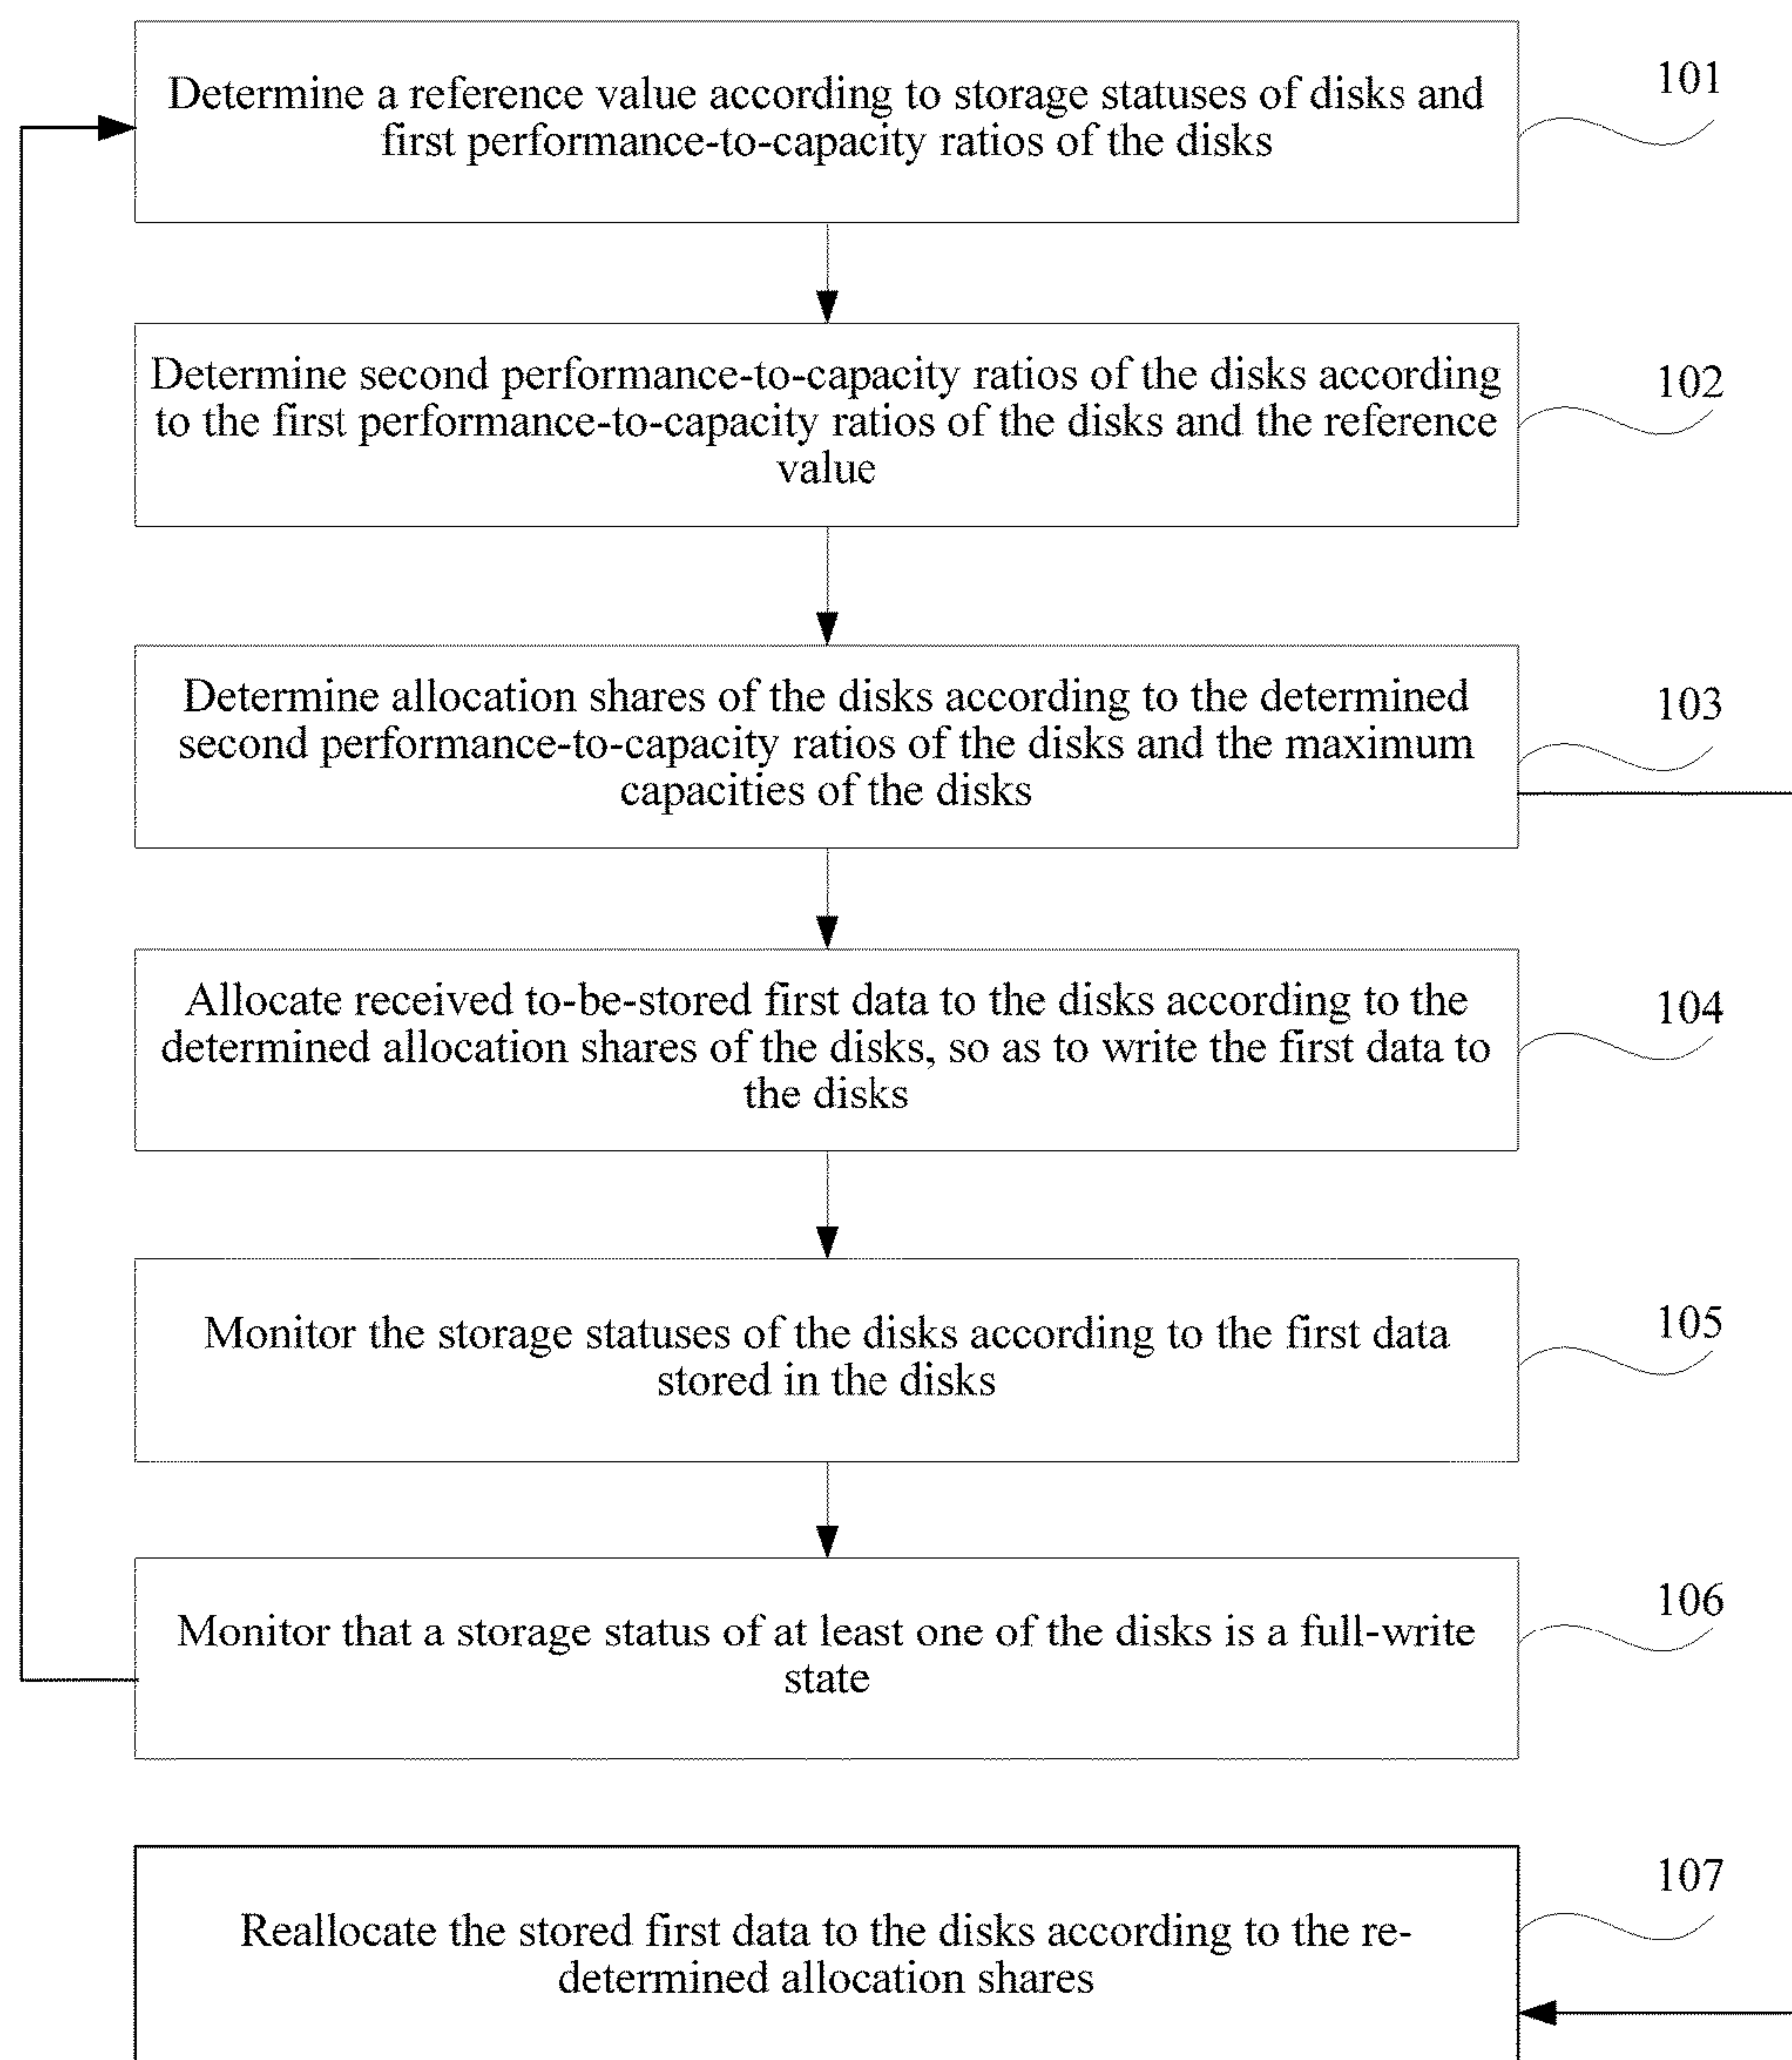 101
Determine a reference value according to storage statuses of disks and
first performance-to-capacity ratios of the disks
102
Determine second performance-to-capacity ratios of the disks according
to the first performance-to-capacity ratios of the disks and the reference
value
103
Determine allocation shares of the disks according to the determined
second performance-to-capacity ratios of the disks and the maximum
capacities of the disks
104
Allocate received to-be-stored first data to the disks according to the
determined allocation shares of the disks, so as to write the first data to
the disks
105
Monitor the storage statuses of the disks according to the first data
stored in the disks
106
Monitor that a storage status of at least one of the disks is a full-write
state
107
Reallocate the stored first data to the disks according to the re-
determined allocation shares